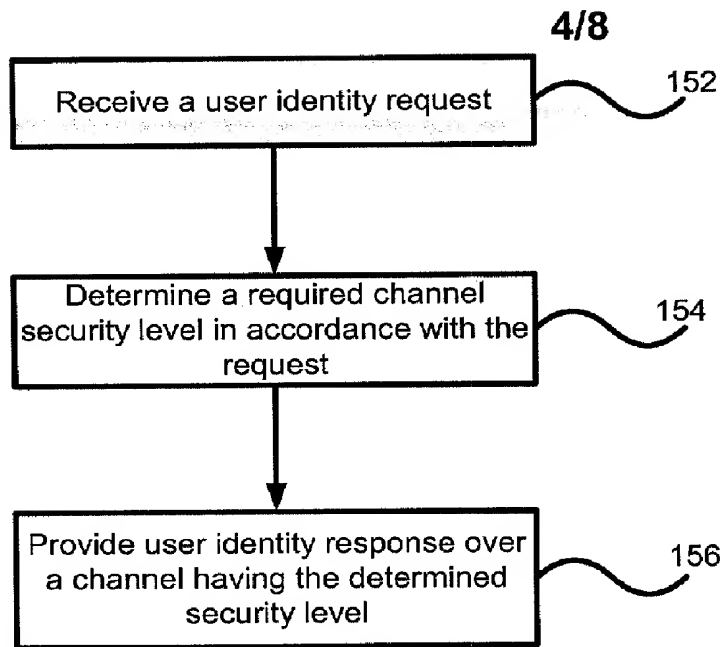 4/8
Receive a user identity request
152
Determine a required channel
security level in accordance with the
request
154
Provide user identity response over
a channel having the determined
security level
156